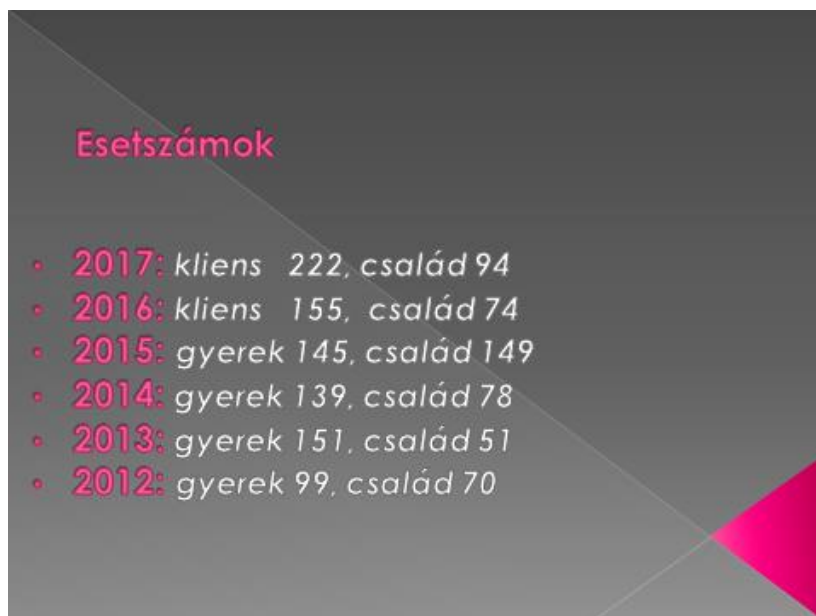 Esetszámok
• 2017: kliens 222, család 94
• 2016: kliens 155, család 74
• 2015: gyerek 145, család 149
• 2014: gyerek 139, család 78
• 2013: gyerek 151, család 51
• 2012: gyerek 99, család 70